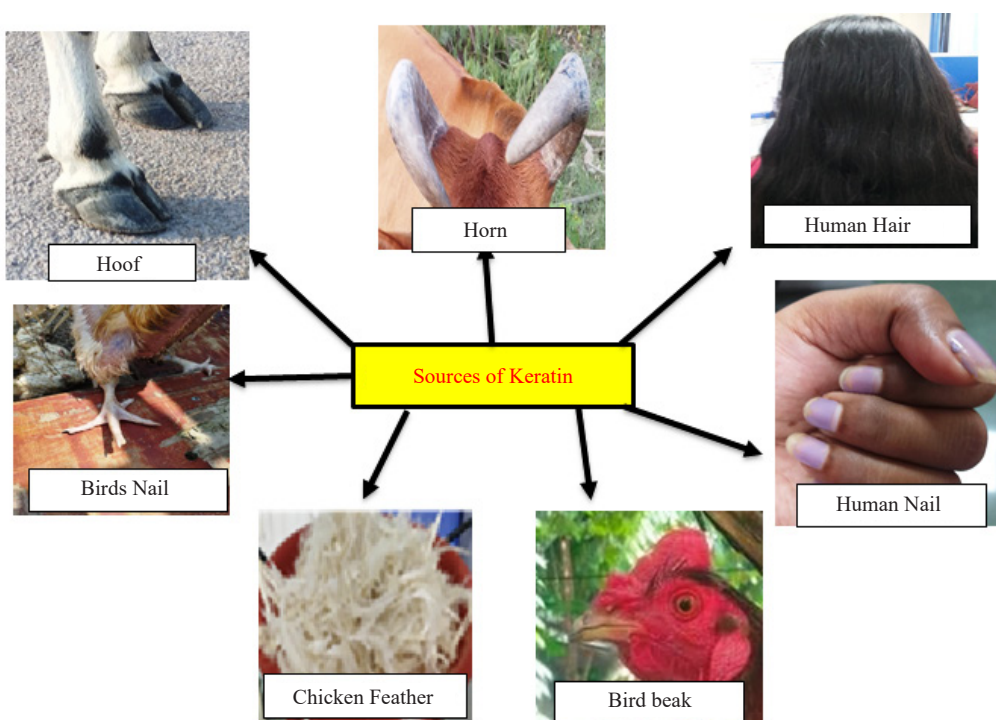 Hoof
Horn
Human Hair
Sources of Keratin
Birds Nail
Human Nail
Chicken Feather
Bird beak